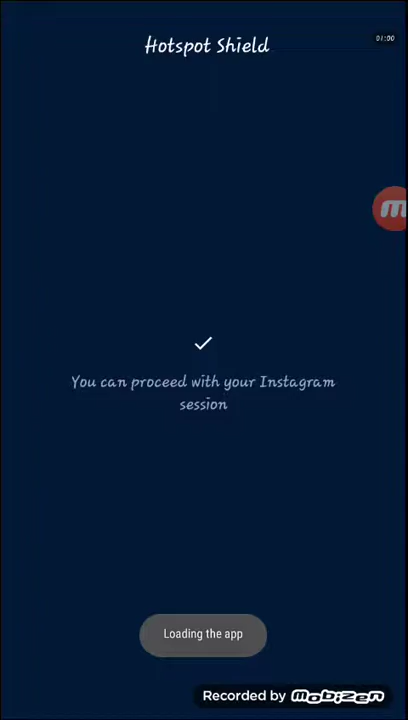 Hotspot Shield
01:00
You can proceed with your Instagram
session
Loading the app
Recorded by mobizen